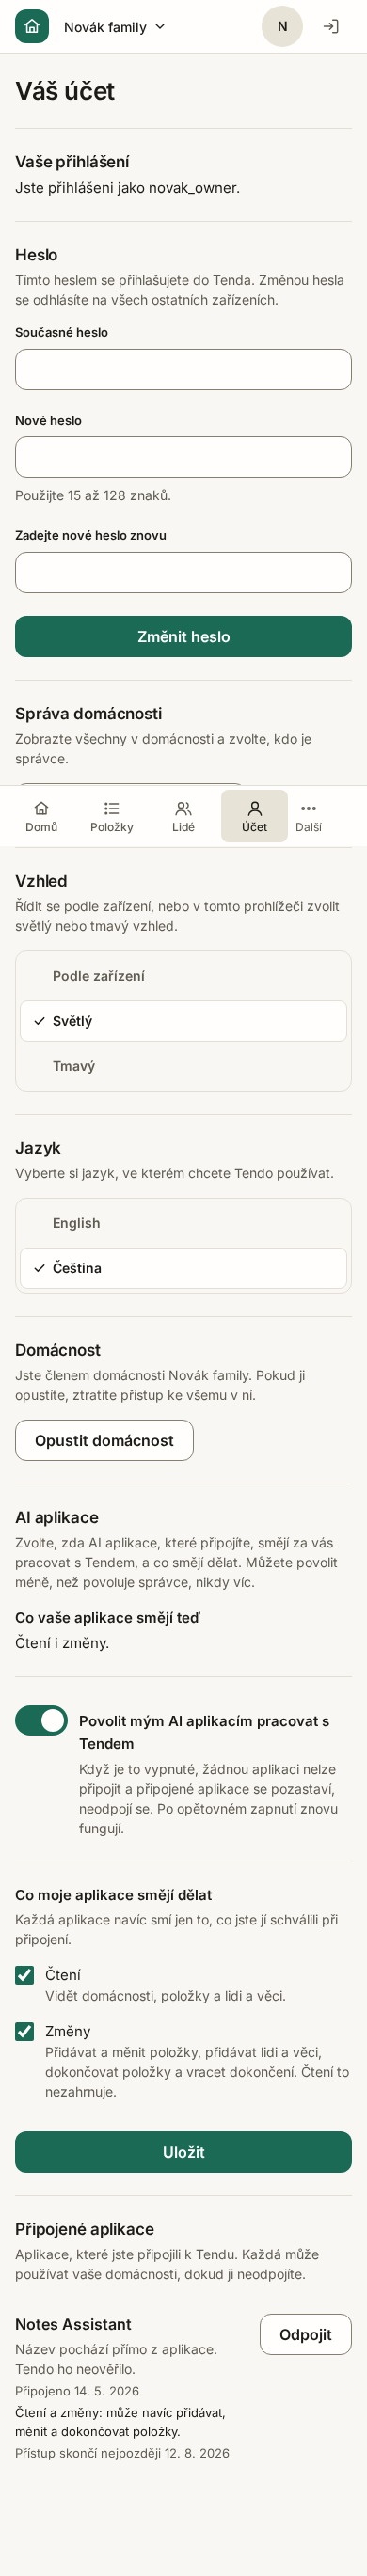 Novák family
N
Váš účet
Vaše přihlášení
Jste přihlášeni jako novak_owner.
Heslo
Tímto heslem se přihlašujete do Tenda. Změnou hesla
se odhlásíte na všech ostatních zařízeních.
Současné heslo
Nové heslo
Použijte 15 až 128 znaků.
Zadejte nové heslo znovu
Změnit heslo
Správa domácnosti
Zobrazte všechny v domácnosti a zvolte, kdo je
správce.
Domů
Položky
Lidé
Účet
Další
Vzhled
Řídit se podle zařízení, nebo v tomto prohlížeči zvolit
světlý nebo tmavý vzhled.
Podle zařízení
Světlý
Tmavý
Jazyk
Vyberte si jazyk, ve kterém chcete Tendo používat.
English
Čeština
Domácnost
Jste členem domácnosti Novák family. Pokud ji
opustíte, ztratíte přístup ke všemu v ní.
Opustit domácnost
AI aplikace
Zvolte, zda AI aplikace, které připojíte, smějí za vás
pracovat s Tendem, a co smějí dělat. Můžete povolit
méně, než povoluje správce, nikdy víc.
Co vaše aplikace smějí teď
Čtení i změny.
Povolit mým AI aplikacím pracovat s
Tendem
Když je to vypnuté, žádnou aplikaci nelze
připojit a připojené aplikace se pozastaví,
neodpojí se. Po opětovném zapnutí znovu
fungují.
Co moje aplikace smějí dělat
Každá aplikace navíc smí jen to, co jste jí schválili při
připojení.
Čtení
Vidět domácnosti, položky a lidi a věci.
Změny
Přidávat a měnit položky, přidávat lidi a věci,
dokončovat položky a vracet dokončení. Čtení to
nezahrnuje.
Uložit
Připojené aplikace
Aplikace, které jste připojili k Tendu. Každá může
používat vaše domácnosti, dokud ji neodpojíte.
Notes Assistant
Odpojit
Název pochází přímo z aplikace.
Tendo ho neověřilo.
Připojeno 14. 5. 2026
Čtení a změny: může navíc přidávat,
měnit a dokončovat položky.
Přístup skončí nejpozději 12. 8. 2026